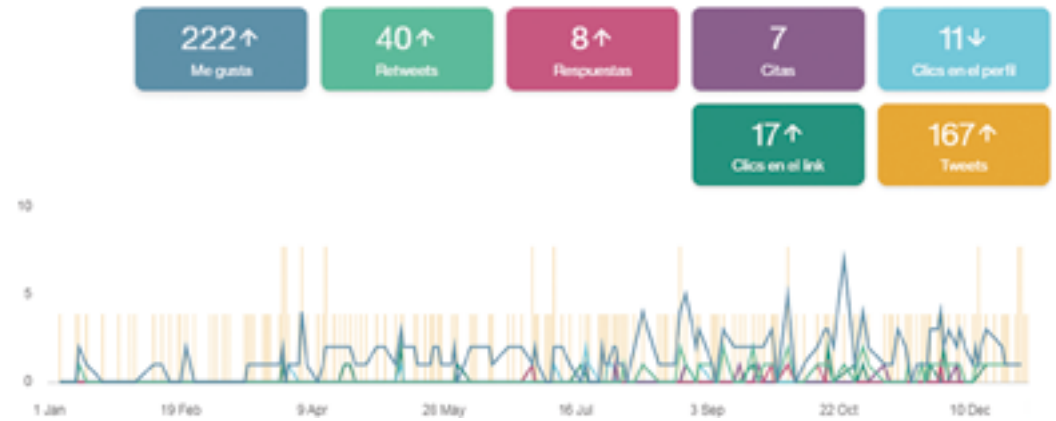 222↑ 40↑ 8↑ 7 11↓
Me gusta Retweets Respuestas Citas Clics en el perfil
17↑ 167↑
Clics en el link Tweets
10
5
0
1 Jan 19 Feb 9 Apr 28 May 16 Jul 3 Sep 22 Oct 10 Dec